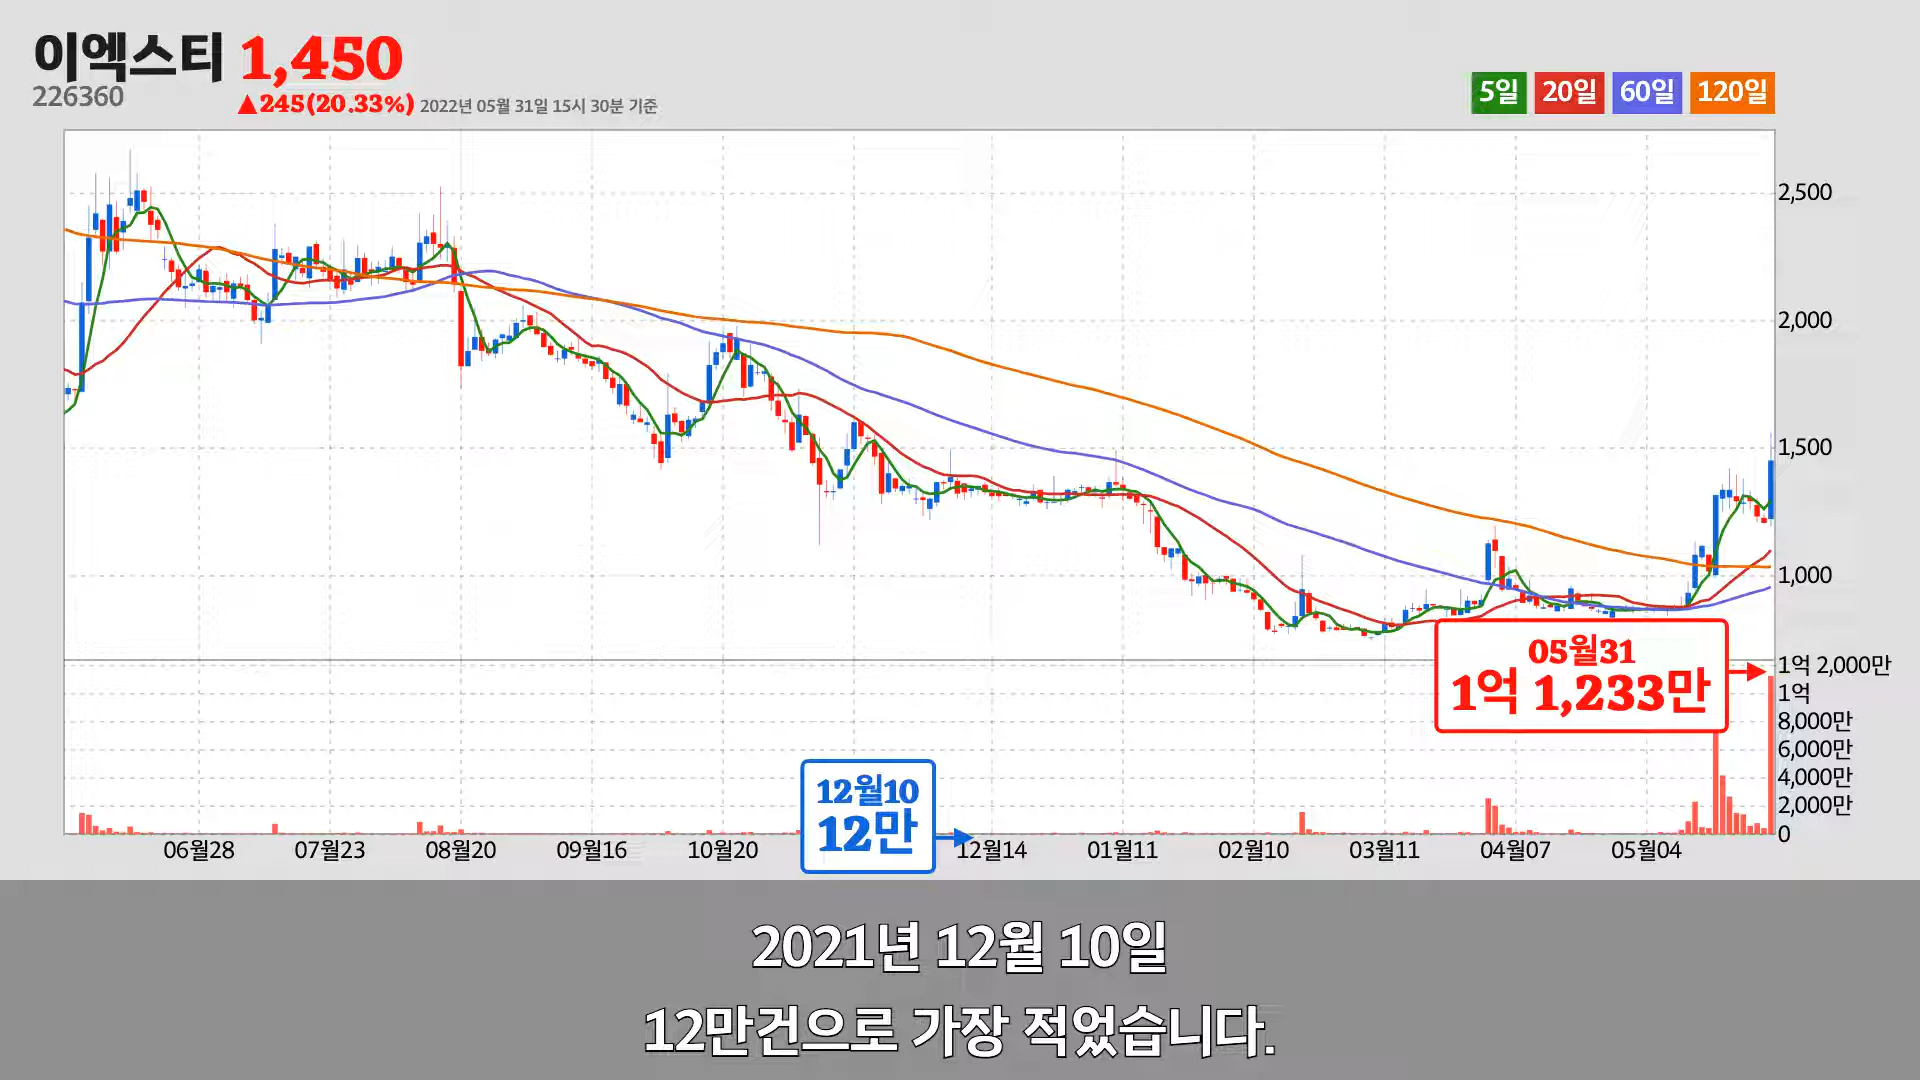 이엑스티 1,450
226360
▲245(20.33%) 2022년 05월 31일 15시 30분 기준
5일 20일 60일 120일
2,500
2,000
1,500
1,000
05월31
1억 1,233만
1억 2,000만
1억
8,000만
6,000만
4,000만
2,000만
0
12월10
12만
06월28 07월23 08월20 09월16 10월20 12월14 01월11 02월10 03월11 04월07 05월04
2021년 12월 10일
12만건으로 가장 적었습니다.